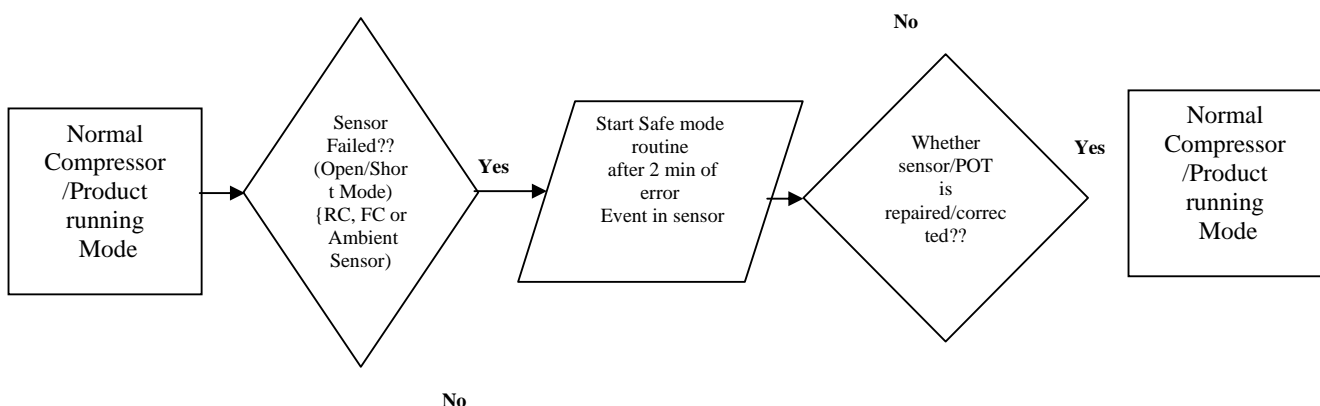 Normal
Compressor
/Product
running
Mode
Sensor
Failed??
(Open/Shor
t Mode)
{RC, FC or
Ambient
Sensor)
Yes
No
Start Safe mode
routine
after 2 min of
error
Event in sensor
No
Whether
sensor/POT
is
repaired/correc
ted??
Yes
Normal
Compressor
/Product
running
Mode